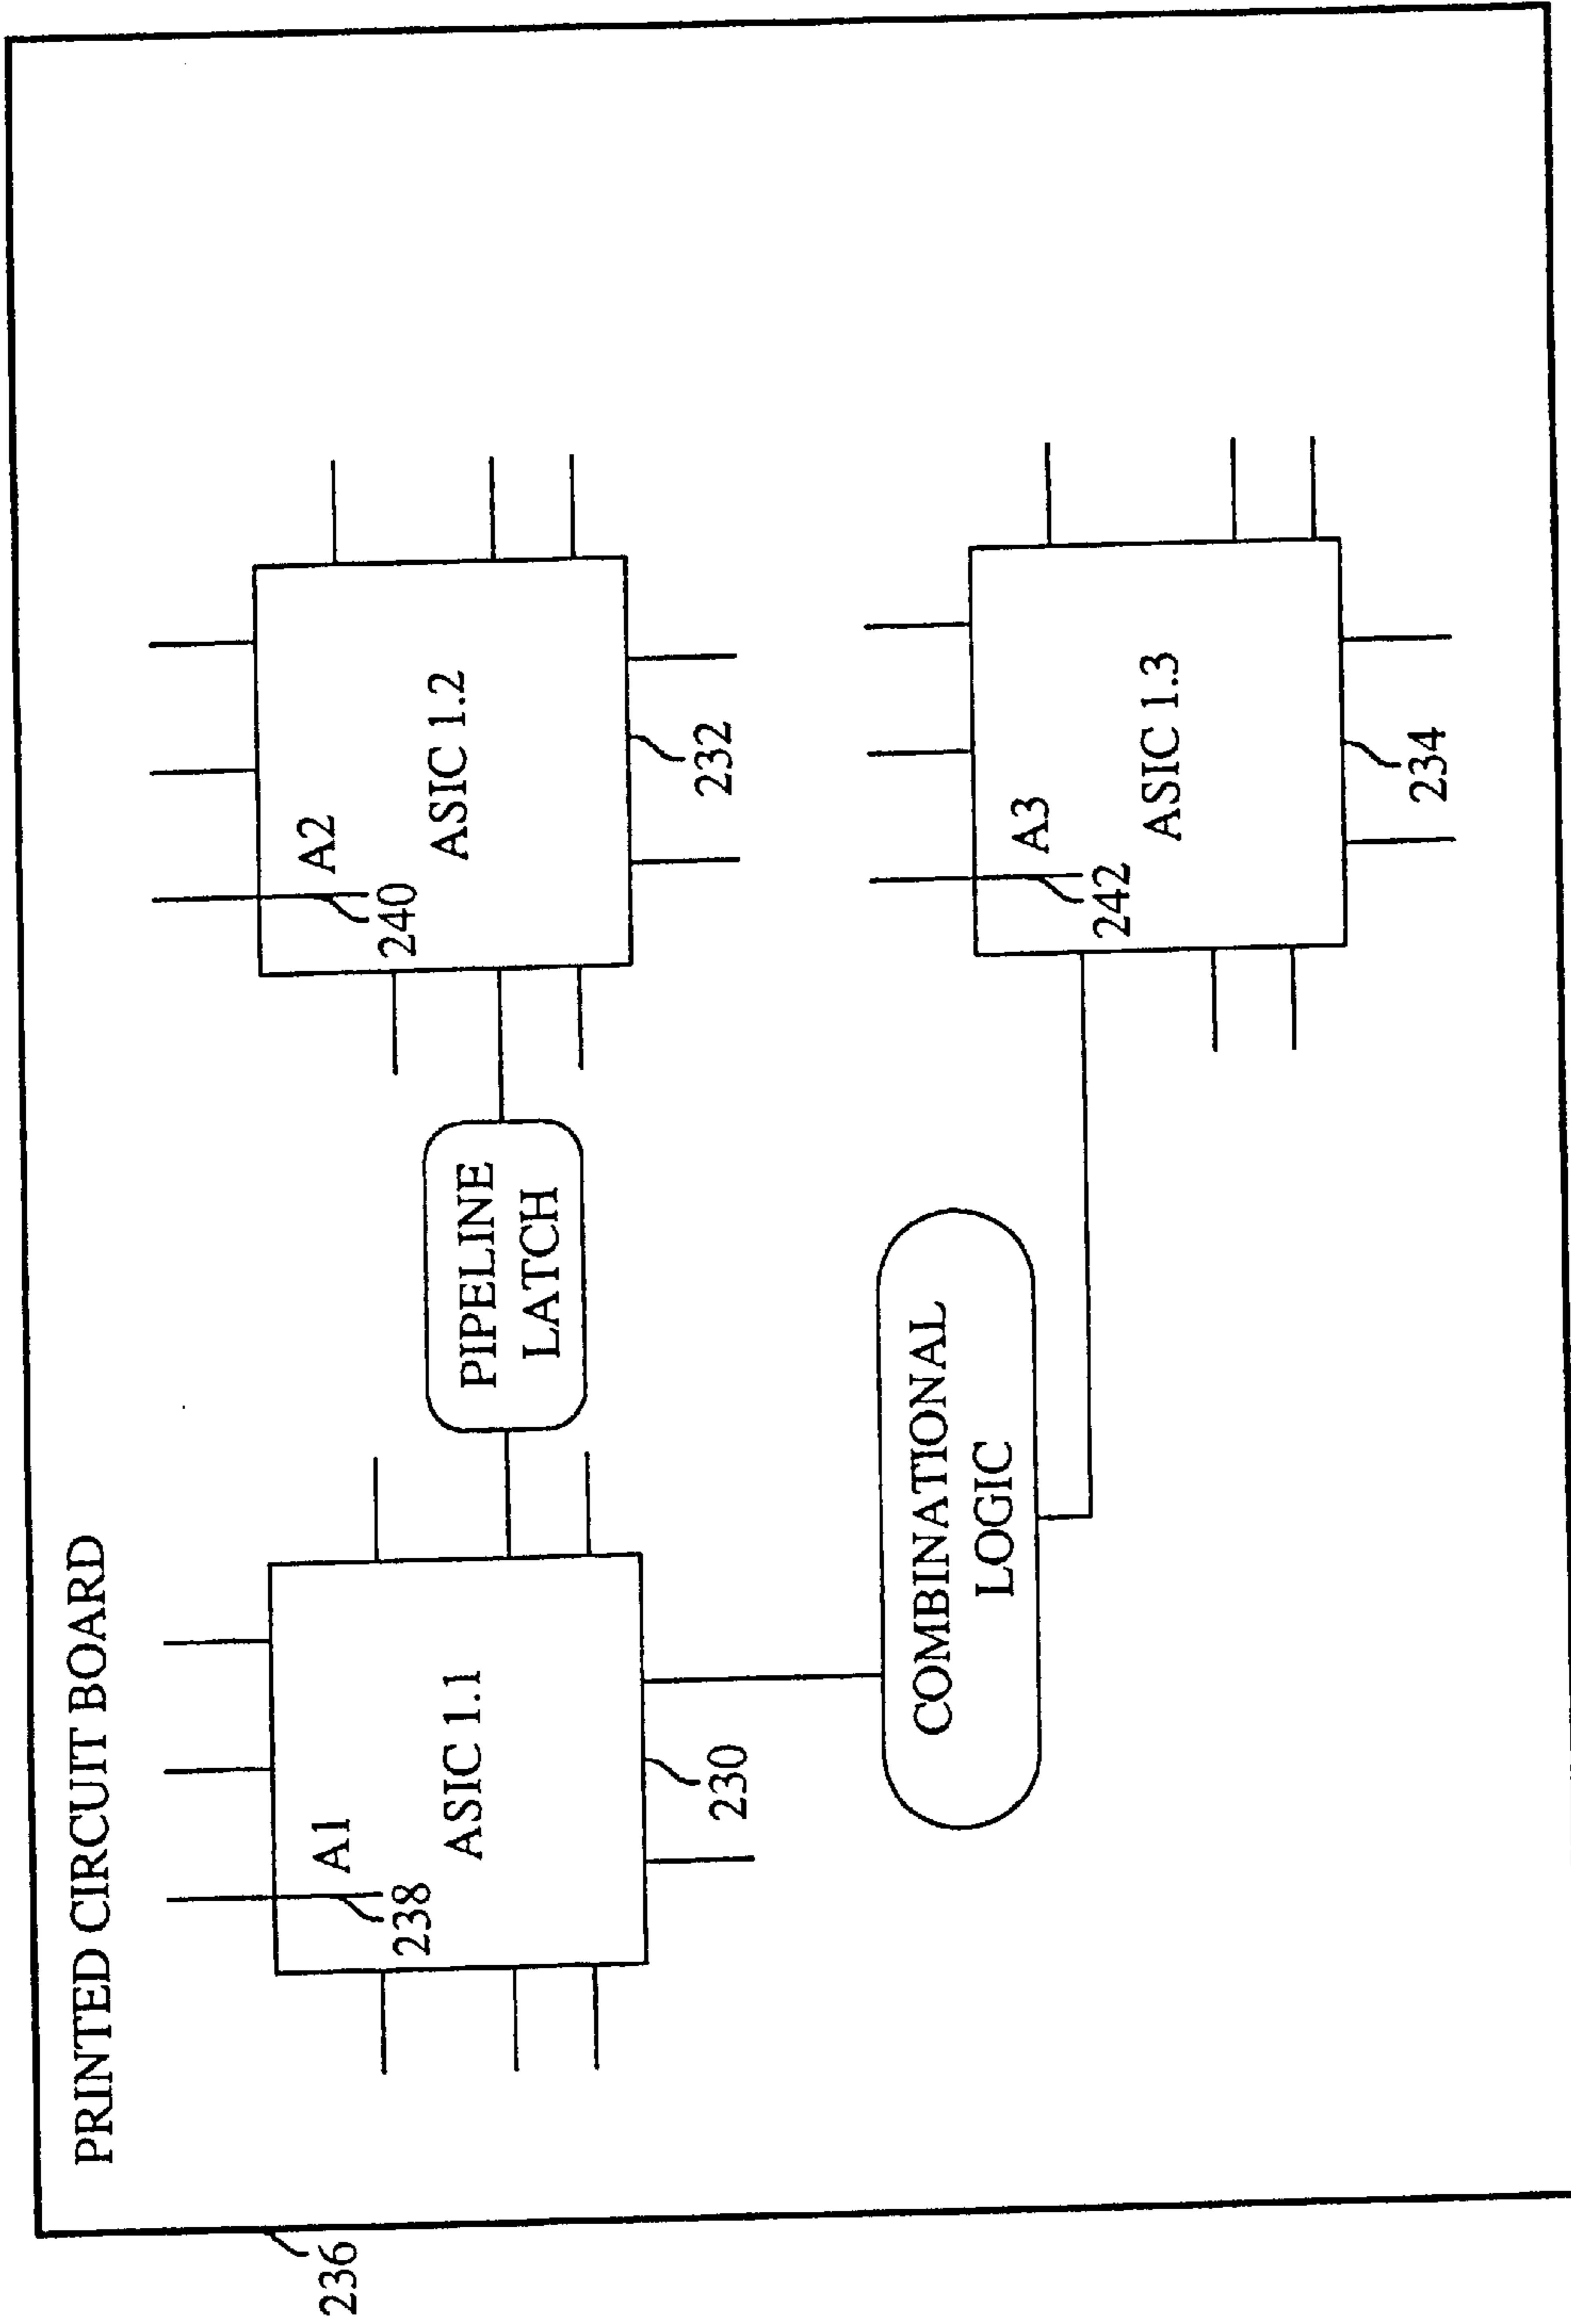 PRINTED CIRCUIT BOARD
236
A1
238
ASIC 1.1
230
PIPELINE
LATCH
A2
240
ASIC 1.2
232
COMBINATIONAL
LOGIC
A3
242
ASIC 1.3
234